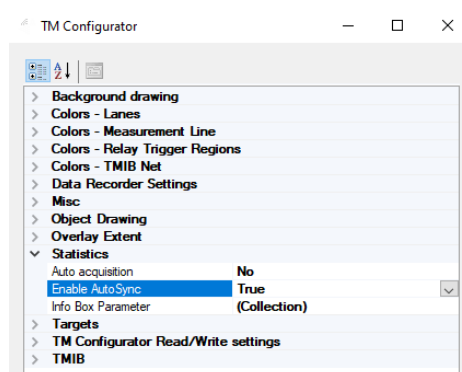 TM Configurator
Background drawing
Colors - Lanes
Colors - Measurement Line
Colors - Relay Trigger Regions
Colors - TMIB Net
Data Recorder Settings
Misc
Object Drawing
Overlay Extent
Statistics
Auto acquisition No
Enable AutoSync True
Info Box Parameter (Collection)
Targets
TM Configurator Read/Write settings
TMIB